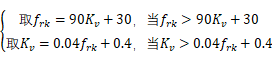 取f_{rk} = 90K_v + 30, 当f_{rk} > 90K_v + 30
取K_v = 0.04f_{rk} + 0.4, 当K_v > 0.04f_{rk} + 0.4